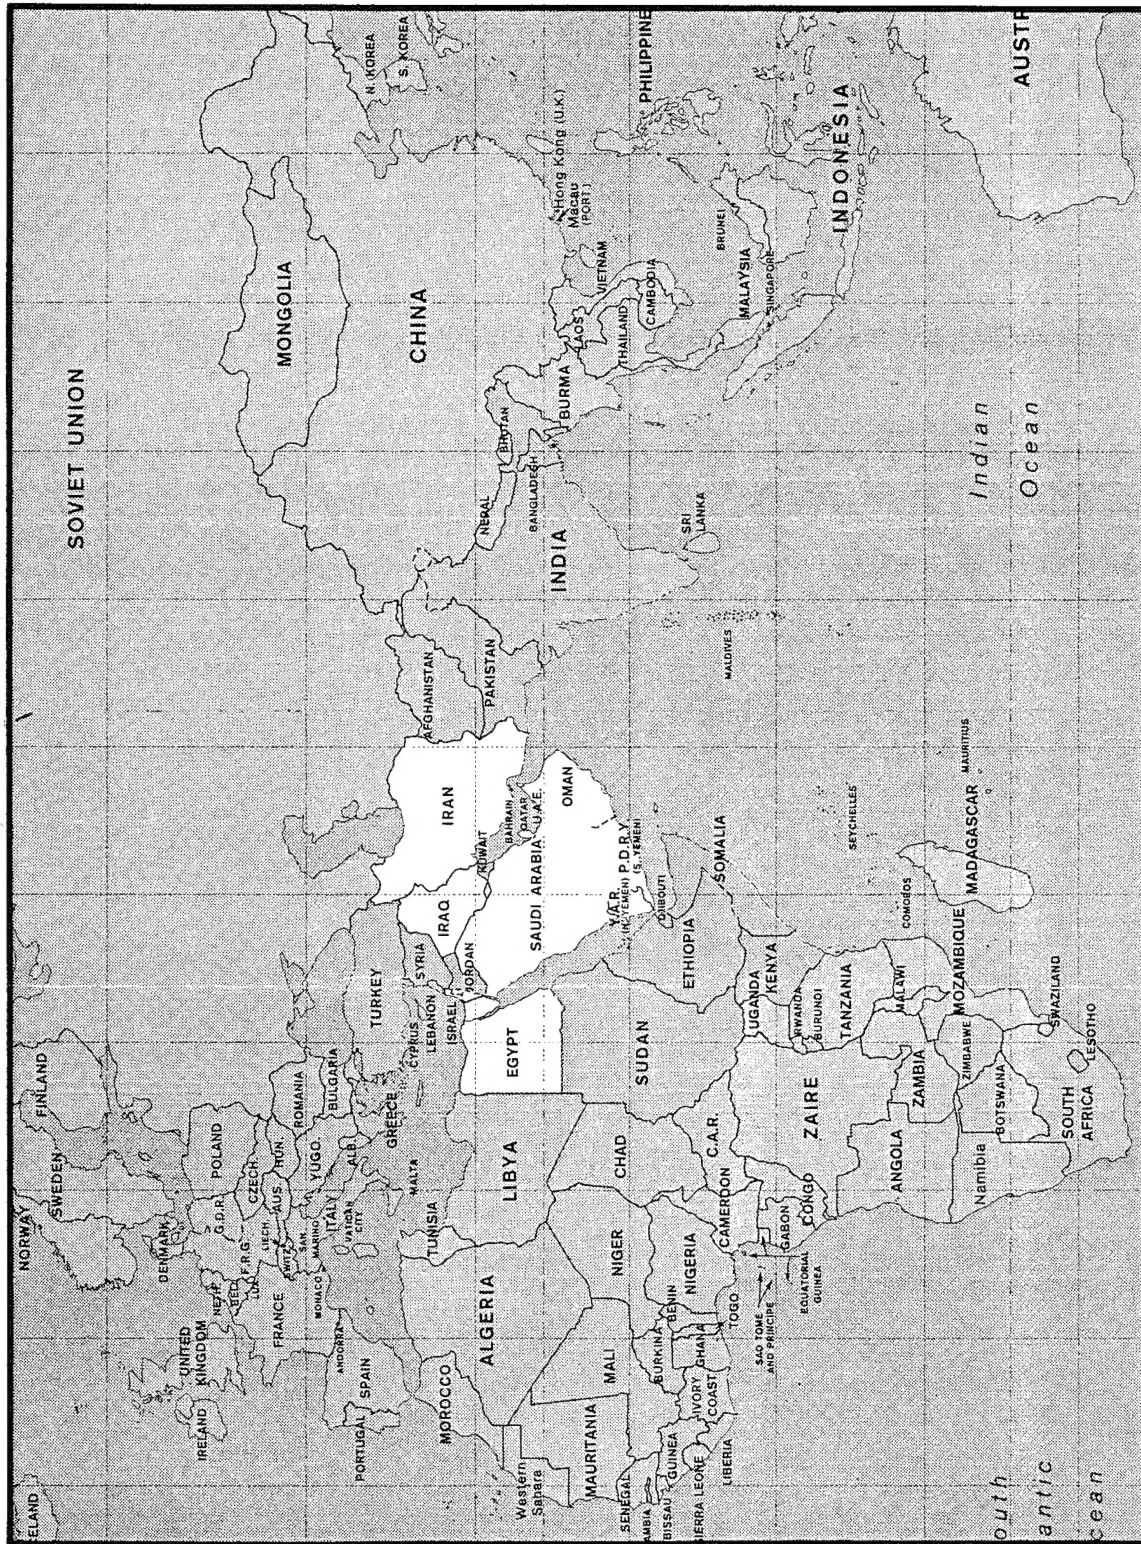 SOVIET UNION
ELAND
NORWAY
SWEDEN
FINLAND
DENMARK
UNITED
KINGDOM
IRELAND
NETH.
BEL.
LUX.
F.R.G.
G.D.R.
POLAND
CZECH.
LIECH.
SWITZ.
AUS.
HUN.
ROMANIA
FRANCE
MONACO
SAN
MARINO
ITALY
VATICAN
CITY
YUGO.
BULGARIA
ALB.
GREECE
ANDORRA
SPAIN
PORTUGAL
MALTA
TURKEY
CYPRUS
LEBANON
SYRIA
ISRAEL
JORDAN
IRAQ
IRAN
KUWAIT
BAHRAIN
QATAR
U.A.E.
SAUDI ARABIA
OMAN
Y.A.R.
(N. YEMEN)
P.D.R.Y.
(S. YEMEN)
AFGHANISTAN
PAKISTAN
INDIA
NEPAL
BHUTAN
BANGLADESH
SRI
LANKA
MALDIVES
MONGOLIA
CHINA
N. KOREA
S. KOREA
Hong Kong (U.K.)
Macau
(PORT.)
BURMA
LAOS
THAILAND
VIETNAM
CAMBODIA
PHILIPPINE
BRUNEI
MALAYSIA
SINGAPORE
INDONESIA
AUSTR
MOROCCO
ALGERIA
TUNISIA
LIBYA
EGYPT
Western
Sahara
MAURITANIA
MALI
NIGER
CHAD
SUDAN
SENEGAL
AMBIA
BISSAU
GUINEA
SIERRA LEONE
LIBERIA
IVORY
COAST
BURKINA
GHANA
TOGO
BENIN
NIGERIA
CAMEROON
C.A.R.
ETHIOPIA
DJIBOUTI
SOMALIA
SAO TOME
AND PRINCIPE
EQUATORIAL
GUINEA
GABON
CONGO
ZAIRE
UGANDA
KENYA
RWANDA
BURUNDI
TANZANIA
SEYCHELLES
COMOROS
ANGOLA
ZAMBIA
MALAWI
MOZAMBIQUE
ZIMBABWE
MADAGASCAR
MAURITIUS
Namibia
BOTSWANA
SOUTH
AFRICA
SWAZILAND
LESOTHO
outh
antic
cean
Indian
Ocean